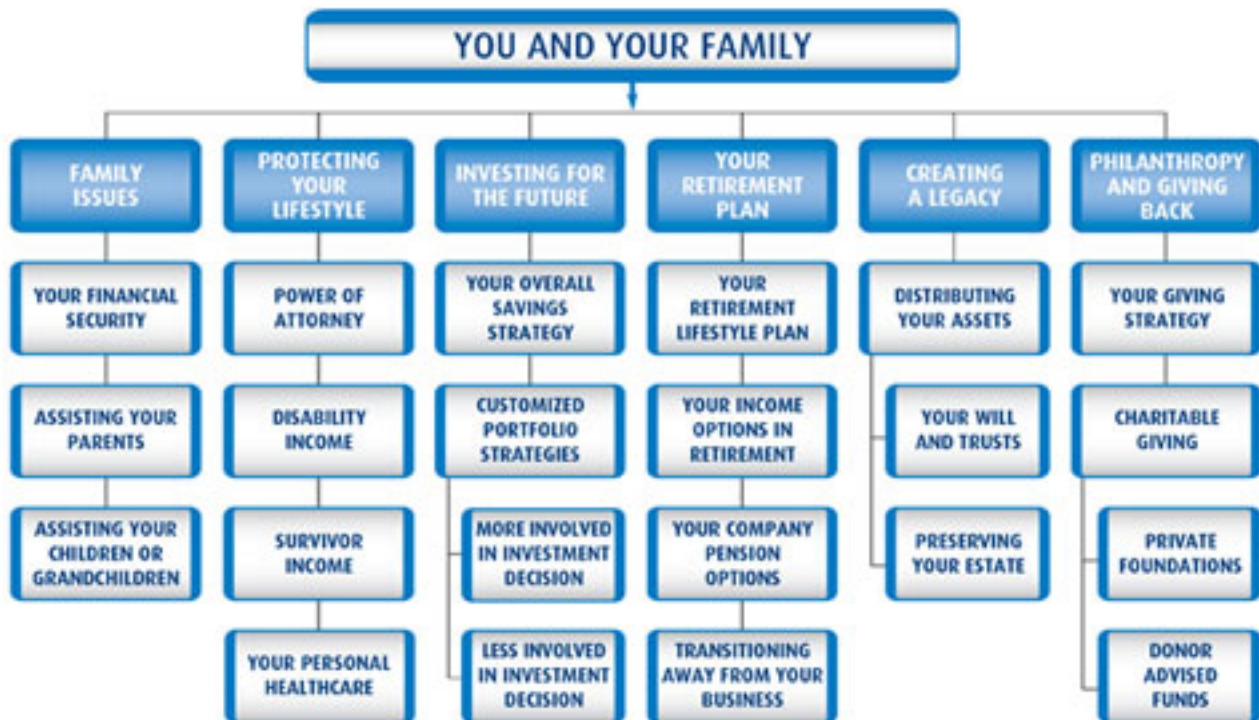 YOU AND YOUR FAMILY
FAMILY
ISSUES
PROTECTING
YOUR
LIFESTYLE
INVESTING FOR
THE FUTURE
YOUR
RETIREMENT
PLAN
CREATING
A LEGACY
PHILANTHROPY
AND GIVING
BACK
YOUR FINANCIAL
SECURITY
POWER OF
ATTORNEY
YOUR OVERALL
SAVINGS
STRATEGY
YOUR
RETIREMENT
LIFESTYLE PLAN
DISTRIBUTING
YOUR ASSETS
YOUR GIVING
STRATEGY
ASSISTING YOUR
PARENTS
DISABILITY
INCOME
CUSTOMIZED
PORTFOLIO
STRATEGIES
YOUR INCOME
OPTIONS IN
RETIREMENT
YOUR WILL
AND TRUSTS
CHARITABLE
GIVING
ASSISTING YOUR
CHILDREN OR
GRANDCHILDREN
SURVIVOR
INCOME
MORE INVOLVED
IN INVESTMENT
DECISION
YOUR COMPANY
PENSION
OPTIONS
PRESERVING
YOUR ESTATE
PRIVATE
FOUNDATIONS
YOUR PERSONAL
HEALTHCARE
LESS INVOLVED
IN INVESTMENT
DECISION
TRANSITIONING
AWAY FROM YOUR
BUSINESS
DONOR
ADVISED
FUNDS